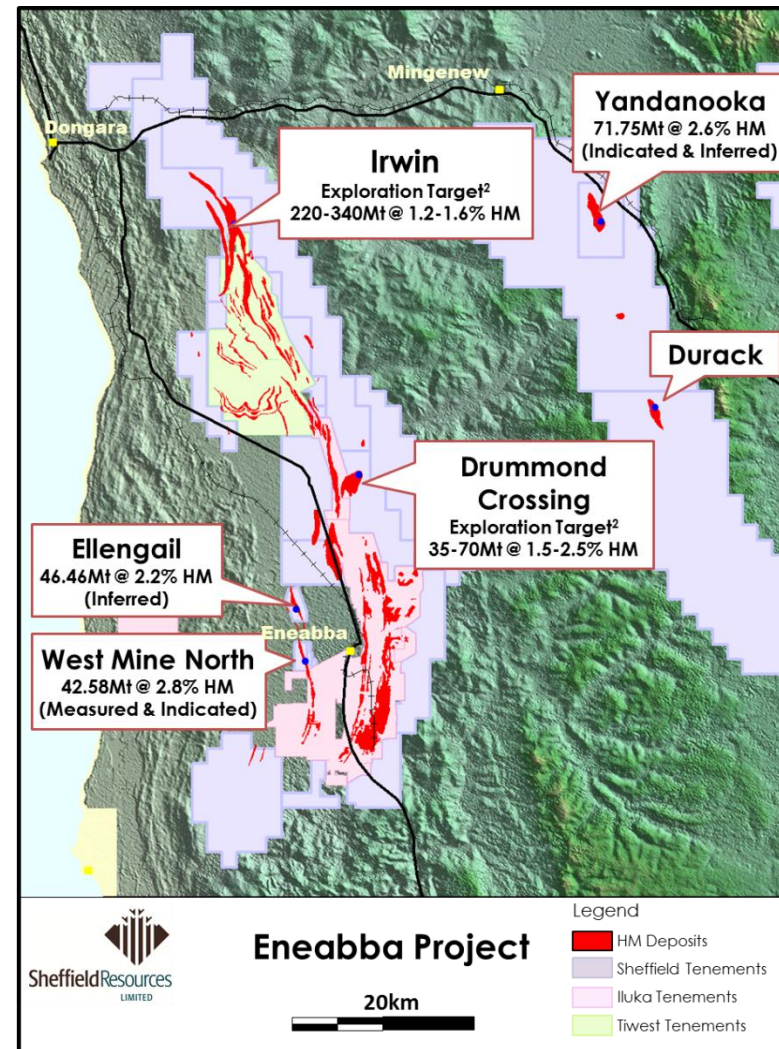 Mingenew
Dongara
Yandanooka
71.75Mt @ 2.6% HM
(Indicated & Inferred)
Irwin
Exploration Target2
220-340Mt @ 1.2-1.6% HM
Durack
Drummond
Crossing
Exploration Target2
35-70Mt @ 1.5-2.5% HM
Ellengail
46.46Mt @ 2.2% HM
(Inferred)
Eneabba
West Mine North
42.58Mt @ 2.8% HM
(Measured & Indicated)
Sheffield Resources
LIMITED
Eneabba Project
20km
Legend
HM Deposits
Sheffield Tenements
Iluka Tenements
Tiwest Tenements